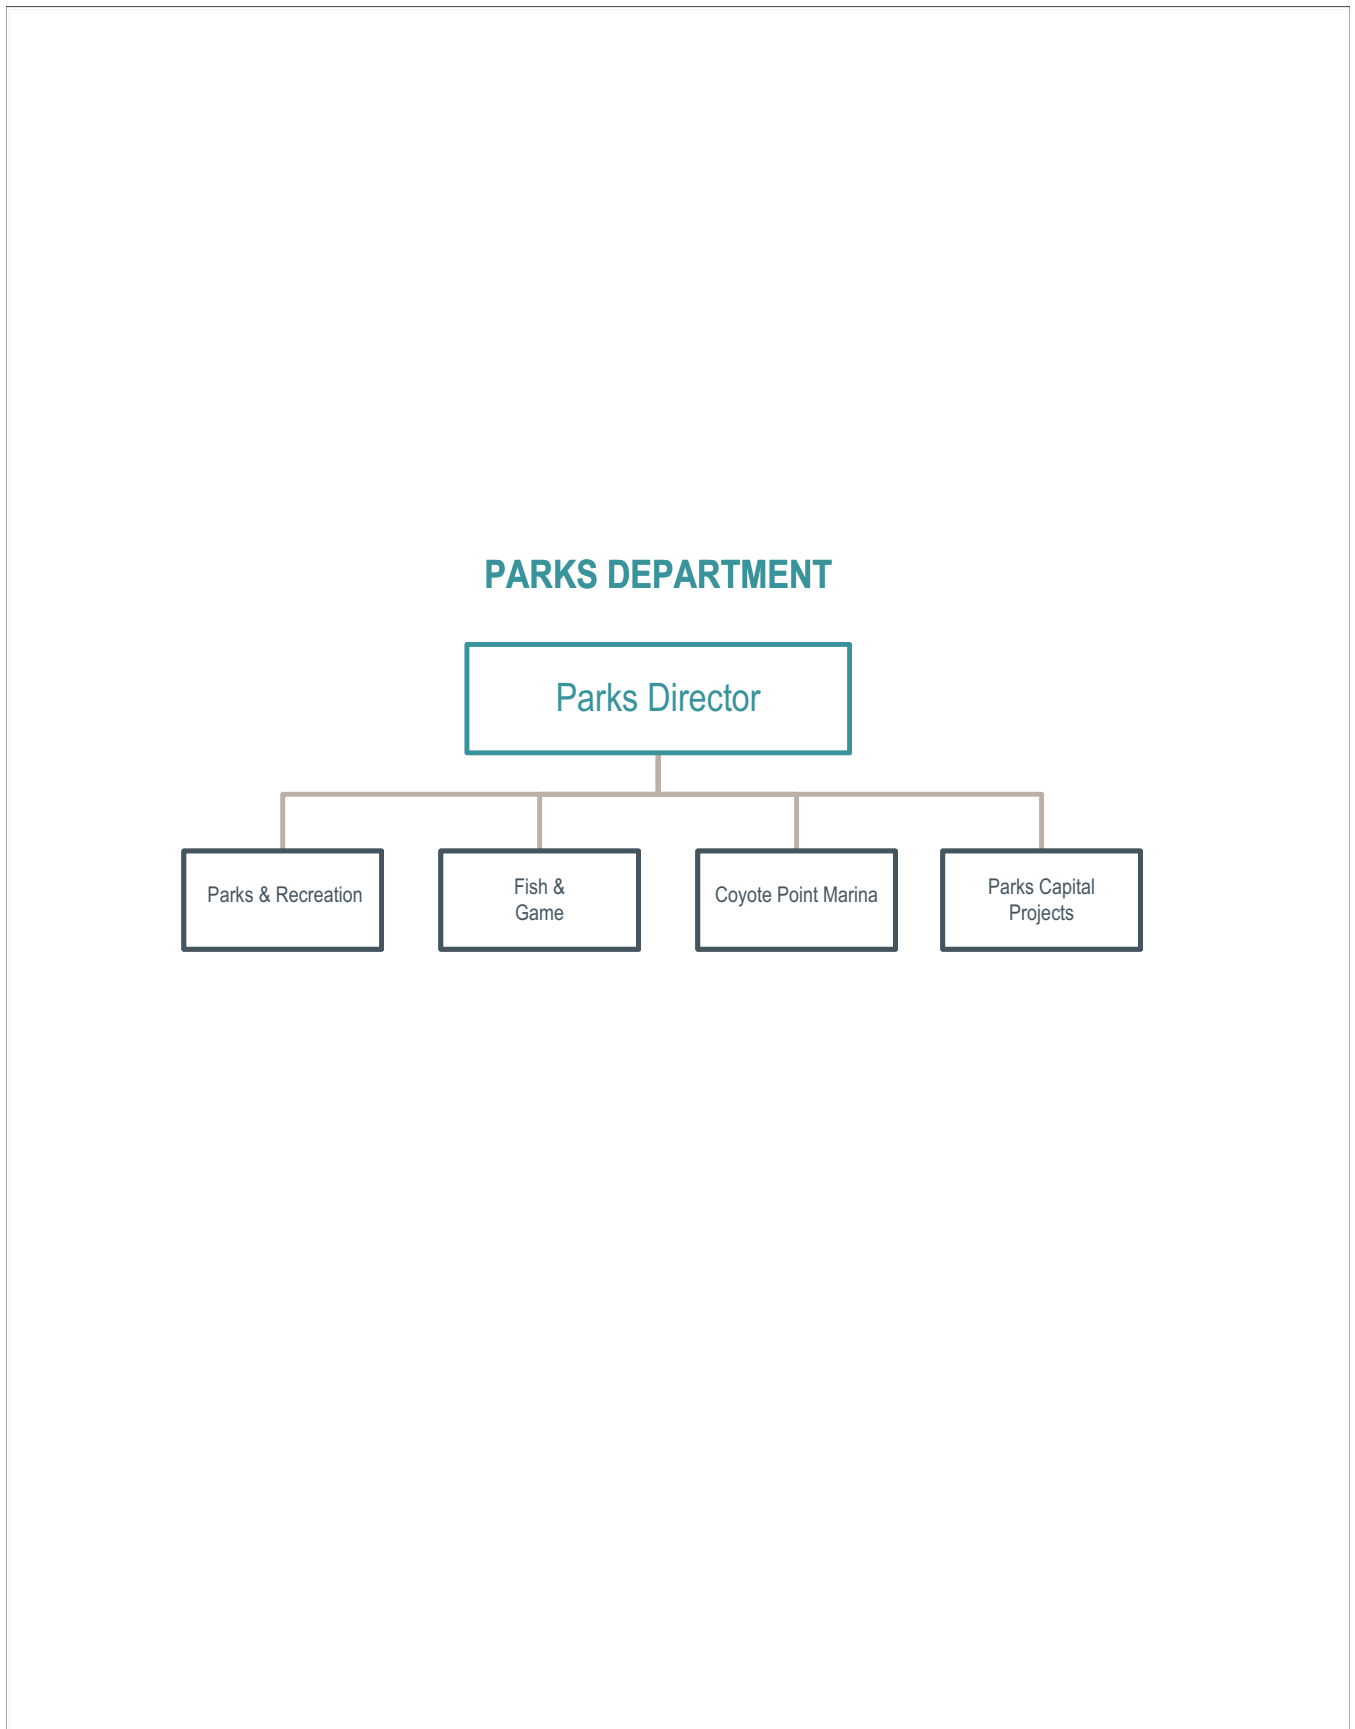 PARKS DEPARTMENT
Parks Director
Parks & Recreation
Fish &
Game
Coyote Point Marina
Parks Capital
Projects